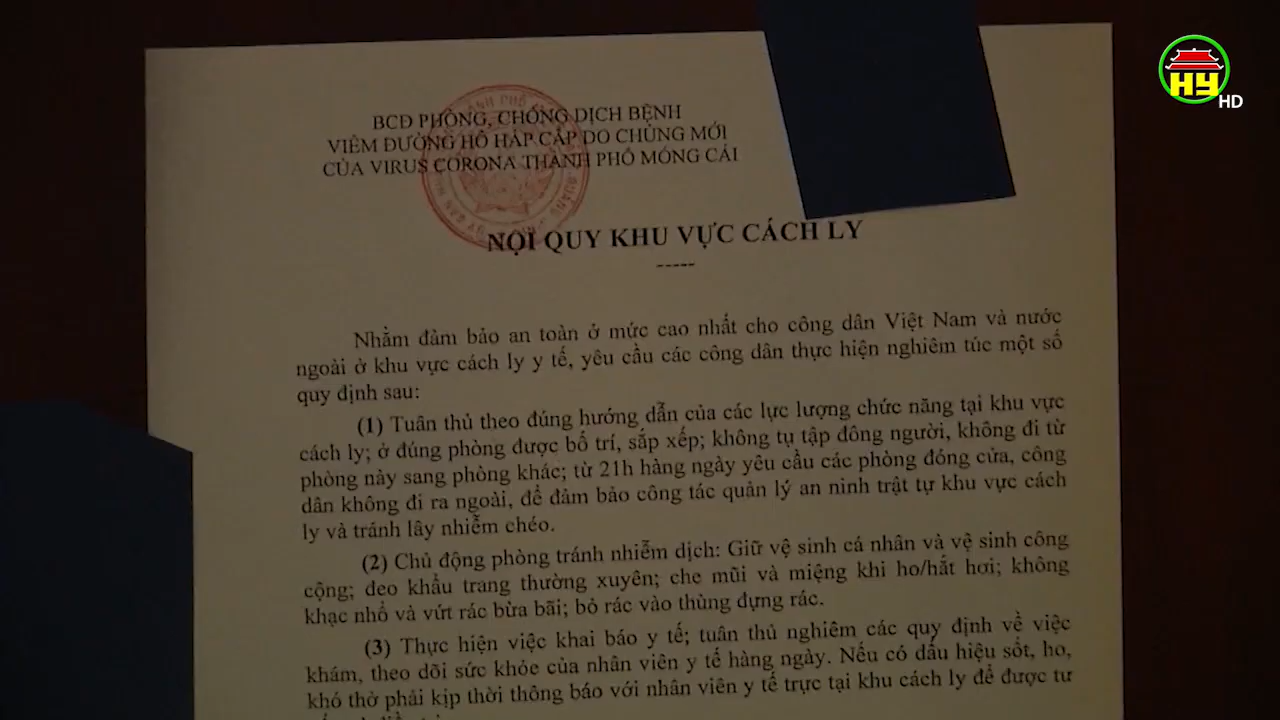 HY
HD
BCĐ PHÒNG, CHỐNG DỊCH BỆNH
VIÊM ĐƯỜNG HÔ HẤP CẤP DO CHỦNG MỚI
CỦA VIRUS CORONA THÀNH PHỐ MÓNG CÁI
NỘI QUY KHU VỰC CÁCH LY
-----
Nhằm đảm bảo an toàn ở mức cao nhất cho công dân Việt Nam và nước
ngoài ở khu vực cách ly y tế, yêu cầu các công dân thực hiện nghiêm túc một số
quy định sau:
(1) Tuân thủ theo đúng hướng dẫn của các lực lượng chức năng tại khu vực
cách ly; ở đúng phòng được bố trí, sắp xếp; không tụ tập đông người, không đi từ
phòng này sang phòng khác; từ 21h hàng ngày yêu cầu các phòng đóng cửa, công
dân không đi ra ngoài, để đảm bảo công tác quản lý an ninh trật tự khu vực cách
ly và tránh lây nhiễm chéo.
(2) Chủ động phòng tránh nhiễm dịch: Giữ vệ sinh cá nhân và vệ sinh công
cộng; đeo khẩu trang thường xuyên; che mũi và miệng khi ho/hắt hơi; không
khạc nhổ và vứt rác bừa bãi; bỏ rác vào thùng đựng rác.
(3) Thực hiện việc khai báo y tế; tuân thủ nghiêm các quy định về việc
khám, theo dõi sức khỏe của nhân viên y tế hàng ngày. Nếu có dấu hiệu sốt, ho,
khó thở phải kịp thời thông báo với nhân viên y tế trực tại khu cách ly để được tư